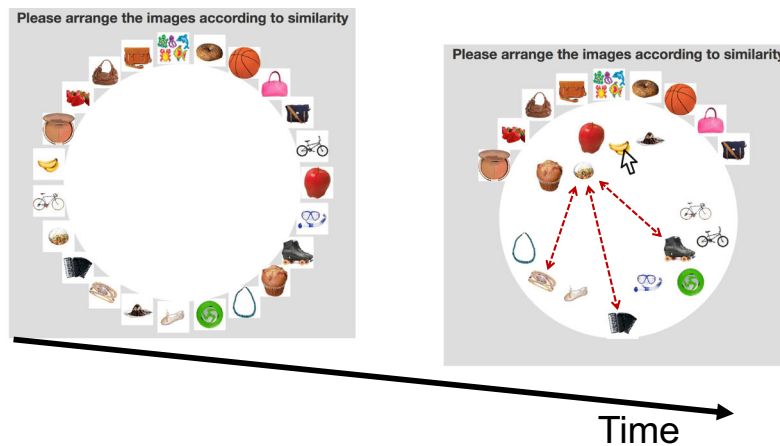 Please arrange the images according to similarity
Please arrange the images according to similarity
Time